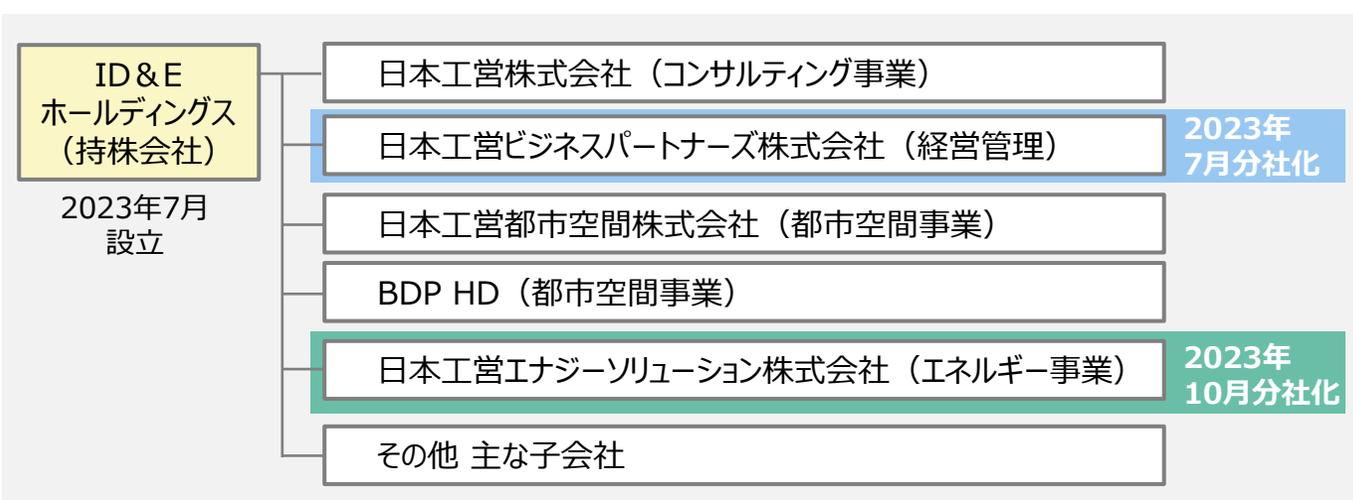 ID＆E
ホールディングス
（持株会社）
2023年7月
設立
日本工営株式会社（コンサルティング事業）
日本工営ビジネスパートナーズ株式会社（経営管理）
2023年
7月分社化
日本工営都市空間株式会社（都市空間事業）
BDP HD（都市空間事業）
日本工営エナジーソリューション株式会社（エネルギー事業）
2023年
10月分社化
その他 主な子会社